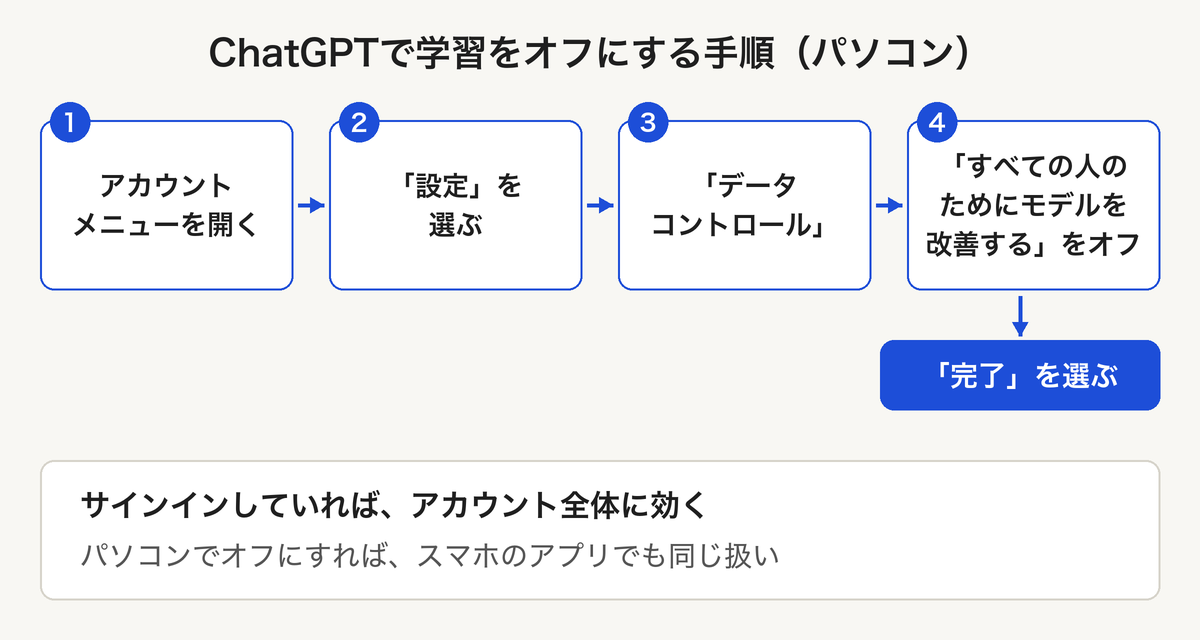 ChatGPTで学習をオフにする手順（パソコン）
1
アカウント
メニューを開く
2
「設定」を
選ぶ
3
「データ
コントロール」
4
「すべての人の
ためにモデルを
改善する」をオフ
「完了」を選ぶ
サインインしていれば、アカウント全体に効く
パソコンでオフにすれば、スマホのアプリでも同じ扱い